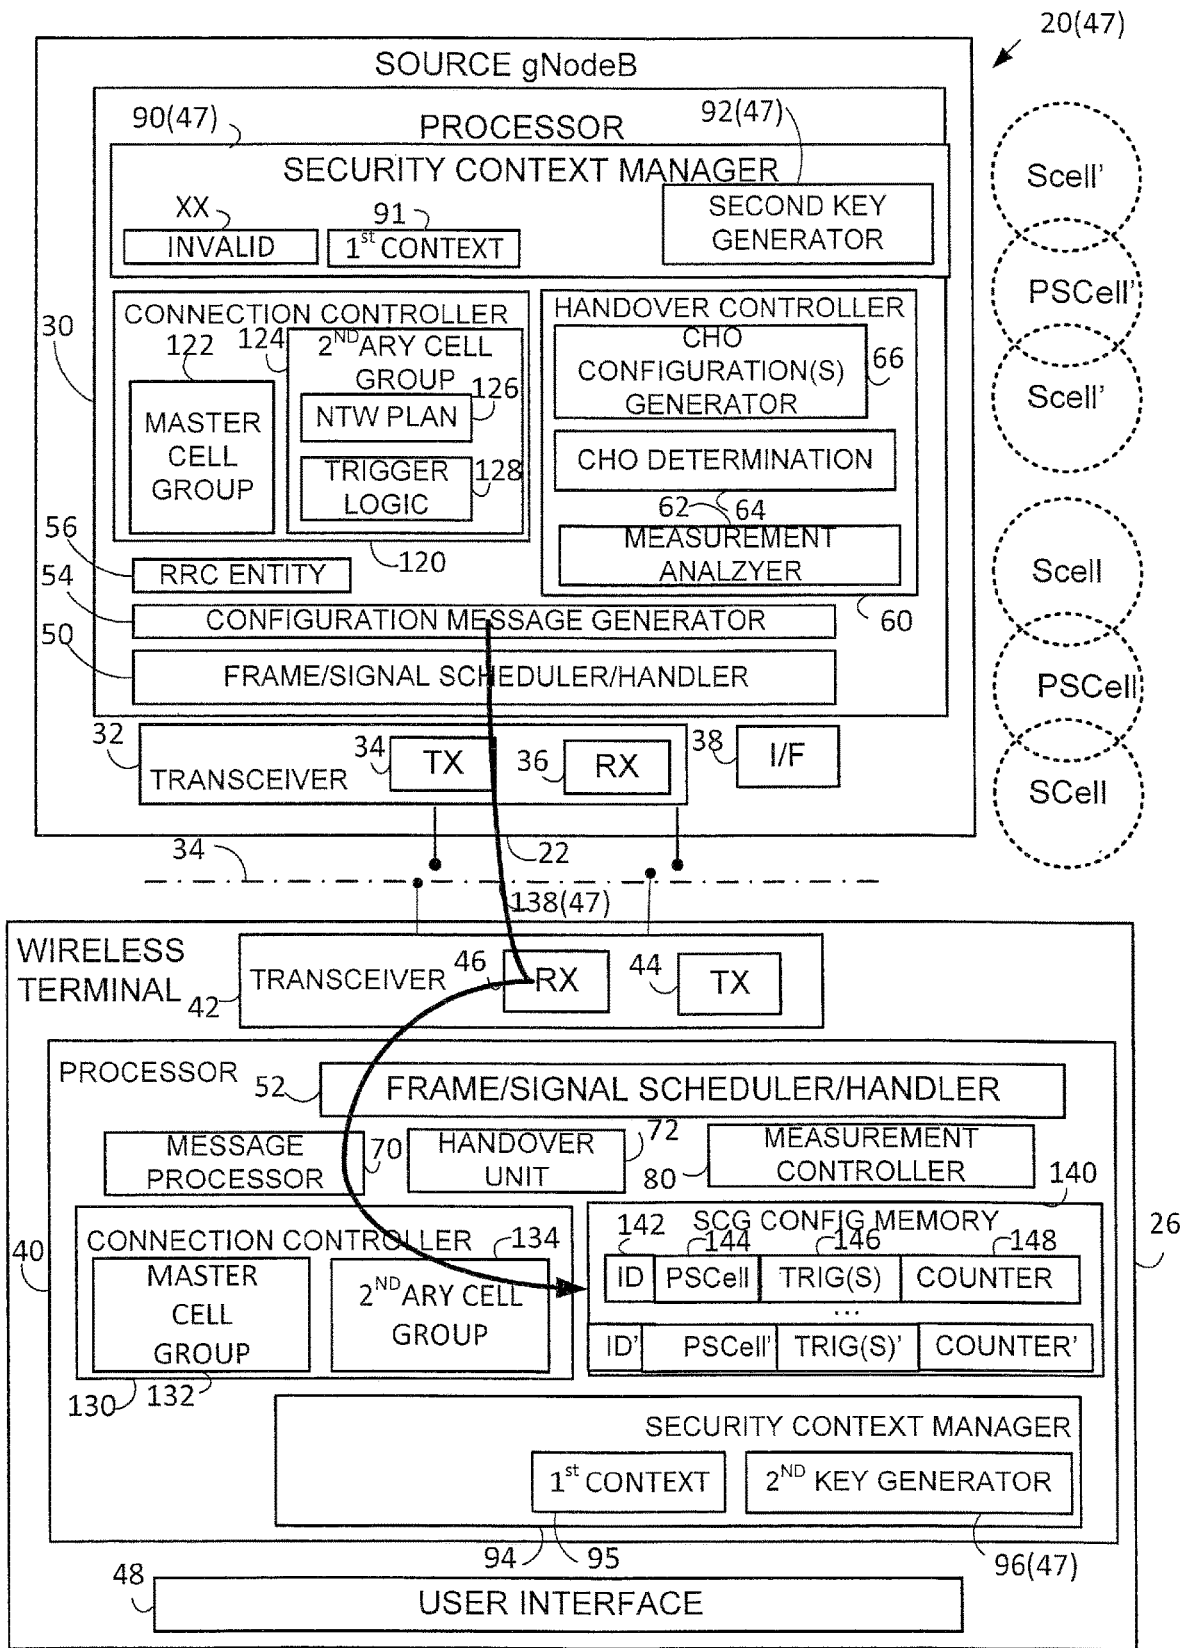 20(47)
SOURCE gNodeB
90(47)
PROCESSOR
92(47)
SECURITY CONTEXT MANAGER
XX
91
INVALID
1st CONTEXT
SECOND KEY
GENERATOR
Scell'
PSCell'
Scell'
30
CONNECTION CONTROLLER
122
124
2NDARY CELL
GROUP
126
NTW PLAN
MASTER
CELL
GROUP
TRIGGER
LOGIC
128
120
HANDOVER CONTROLLER
CHO
CONFIGURATION(S)
GENERATOR
66
CHO DETERMINATION
62
64
MEASUREMENT
ANALZYER
60
56
RRC ENTITY
54
CONFIGURATION MESSAGE GENERATOR
50
FRAME/SIGNAL SCHEDULER/HANDLER
Scell
PSCell
SCell
32
TRANSCEIVER
34
TX
36
RX
38
I/F
22
34
138(47)
WIRELESS
TERMINAL
42
TRANSCEIVER
46
RX
44
TX
PROCESSOR
52
FRAME/SIGNAL SCHEDULER/HANDLER
MESSAGE
PROCESSOR
70
HANDOVER
UNIT
72
80
MEASUREMENT
CONTROLLER
140
26
40
CONNECTION CONTROLLER
134
MASTER
CELL
GROUP
2NDARY CELL
GROUP
130
132
SCG CONFIG MEMORY
142
144
146
148
ID
PSCell
TRIG(S)
COUNTER
...
ID'
PSCell'
TRIG(S)'
COUNTER'
SECURITY CONTEXT MANAGER
1st CONTEXT
2ND KEY GENERATOR
94
95
96(47)
48
USER INTERFACE